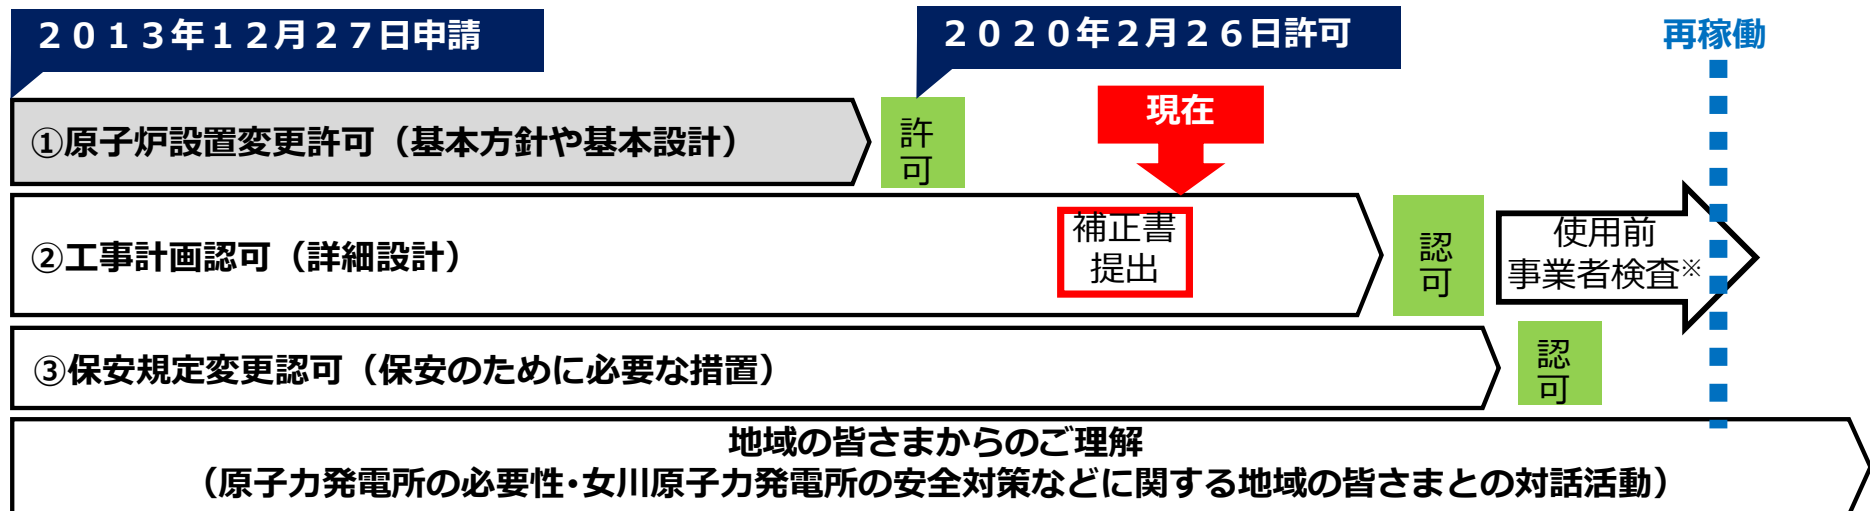 ２０１３年１２月２７日申請
２０２０年２月２６日許可
再稼働
現在
①原子炉設置変更許可（基本方針や基本設計）
許
可
②工事計画認可（詳細設計）
補正書
提出
認
可
使用前
事業者検査※
③保安規定変更認可（保安のために必要な措置）
認
可
地域の皆さまからのご理解
（原子力発電所の必要性・女川原子力発電所の安全対策などに関する地域の皆さまとの対話活動）